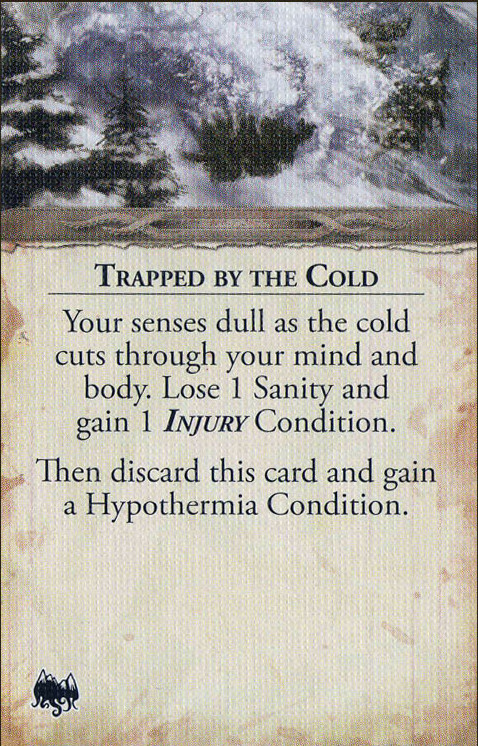 TRAPPED BY THE COLD
Your senses dull as the cold
cuts through your mind and
body. Lose 1 Sanity and
gain 1 INJURY Condition.
Then discard this card and gain
a Hypothermia Condition.